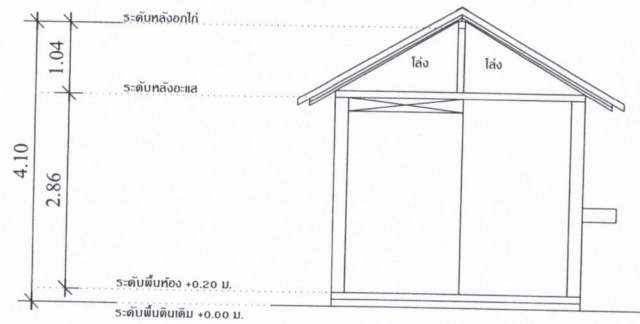 ระดับหลังอกไก่
1.04
โล่ง
โล่ง
ระดับหลังอะเส
4.10
2.86
ระดับพื้นห้อง +0.20 ม.
ระดับพื้นดินเดิม +0.00 ม.